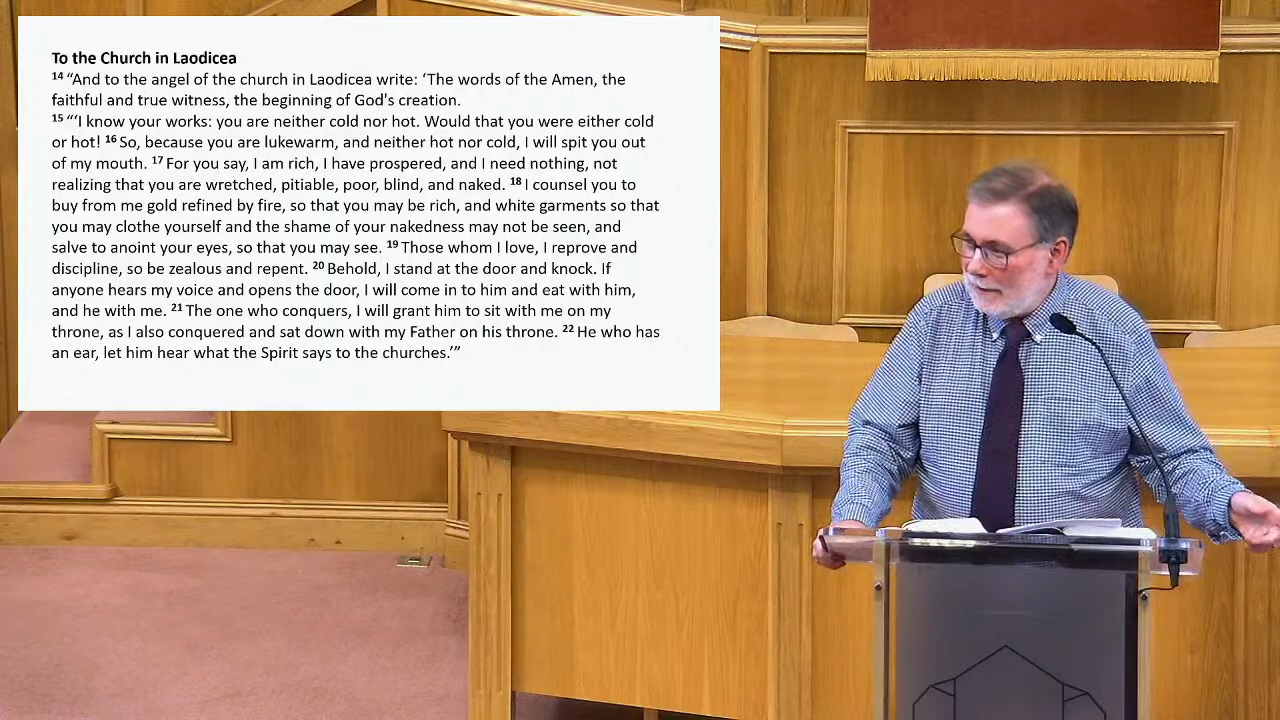 To the Church in Laodicea
14 “And to the angel of the church in Laodicea write: ‘The words of the Amen, the
faithful and true witness, the beginning of God's creation.
15 “‘I know your works: you are neither cold nor hot. Would that you were either cold
or hot! 16 So, because you are lukewarm, and neither hot nor cold, I will spit you out
of my mouth. 17 For you say, I am rich, I have prospered, and I need nothing, not
realizing that you are wretched, pitiable, poor, blind, and naked. 18 I counsel you to
buy from me gold refined by fire, so that you may be rich, and white garments so that
you may clothe yourself and the shame of your nakedness may not be seen, and
salve to anoint your eyes, so that you may see. 19 Those whom I love, I reprove and
discipline, so be zealous and repent. 20 Behold, I stand at the door and knock. If
anyone hears my voice and opens the door, I will come in to him and eat with him,
and he with me. 21 The one who conquers, I will grant him to sit with me on my
throne, as I also conquered and sat down with my Father on his throne. 22 He who has
an ear, let him hear what the Spirit says to the churches.’”